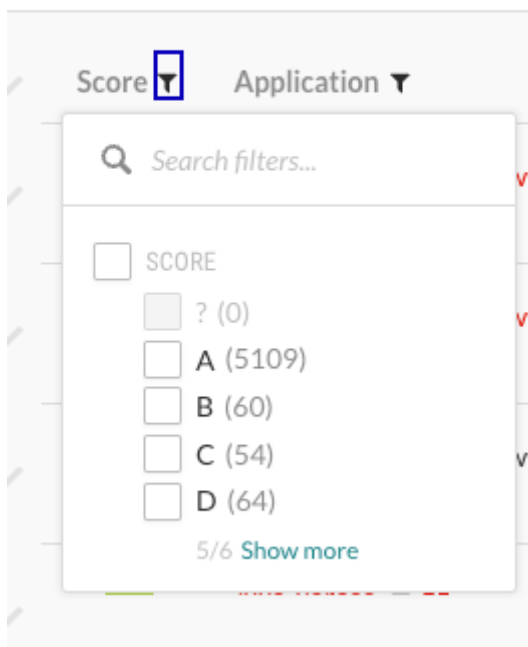 Score Application
Search filters...
SCORE
? (0)
A (5109)
B (60)
C (54)
D (64)
5/6 Show more